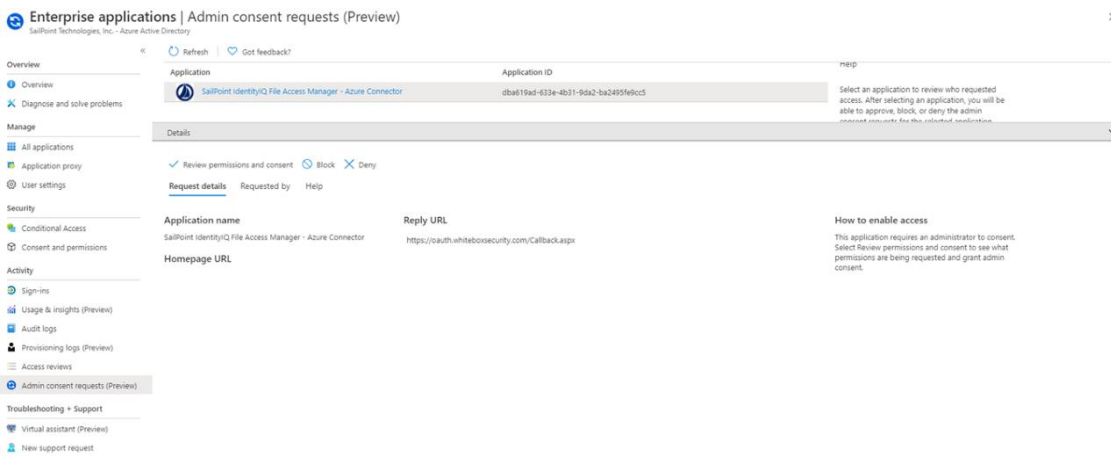 Enterprise applications | Admin consent requests (Preview)
SailPoint Technologies, Inc. - Azure Active Directory
«
Overview
Overview
Diagnose and solve problems
Manage
All applications
Application proxy
User settings
Security
Conditional Access
Consent and permissions
Activity
Sign-ins
Usage & insights (Preview)
Audit logs
Provisioning logs (Preview)
Access reviews
Admin consent requests (Preview)
Troubleshooting + Support
Virtual assistant (Preview)
New support request
Refresh
Got feedback?
Application
Application ID
SailPoint IdentityIQ File Access Manager - Azure Connector
dba619ad-633e-4b31-9da2-ba2495fe9cc5
Help
Select an application to review who requested
access. After selecting an application, you will be
able to approve, block, or deny the admin
consent requests for the selected application
Details
Review permissions and consent
Block
Deny
Request details
Requested by
Help
Application name
SailPoint IdentityIQ File Access Manager - Azure Connector
Homepage URL
Reply URL
https://oauth.whiteboxsecurity.com/Callback.aspx
How to enable access
This application requires an administrator to consent.
Select Review permissions and consent to see what
permissions are being requested and grant admin
consent.